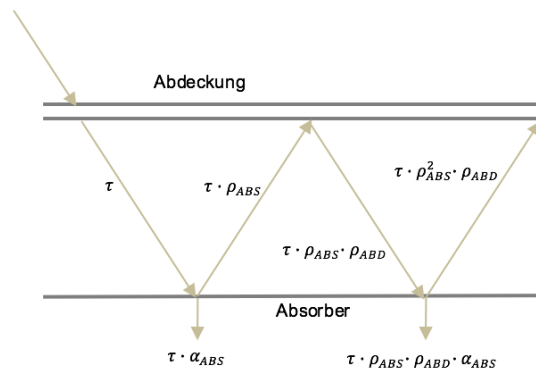 Abdeckung
τ
τ · ρ_ABS
τ · ρ_ABS · ρ_ABD
τ · ρ²_ABS · ρ_ABD
Absorber
τ · α_ABS
τ · ρ_ABS · ρ_ABD · α_ABS